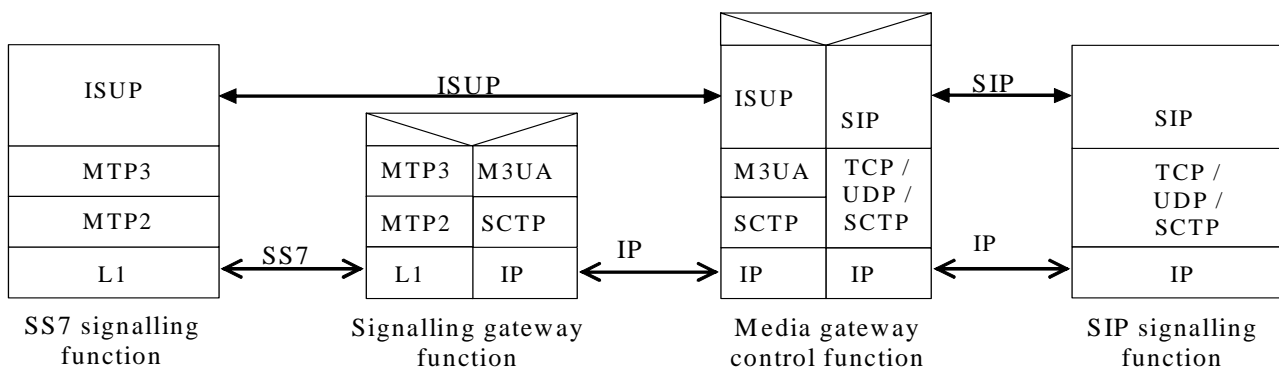 ISUP
MTP3
MTP2
L1
SS7 signalling
function
ISUP
SS7
MTP3
M3UA
MTP2
SCTP
L1
IP
Signalling gateway
function
IP
ISUP
SIP
M3UA
SCTP
TCP /
UDP /
SCTP
IP
IP
Media gateway
control function
SIP
IP
SIP
TCP /
UDP /
SCTP
IP
SIP signalling
function